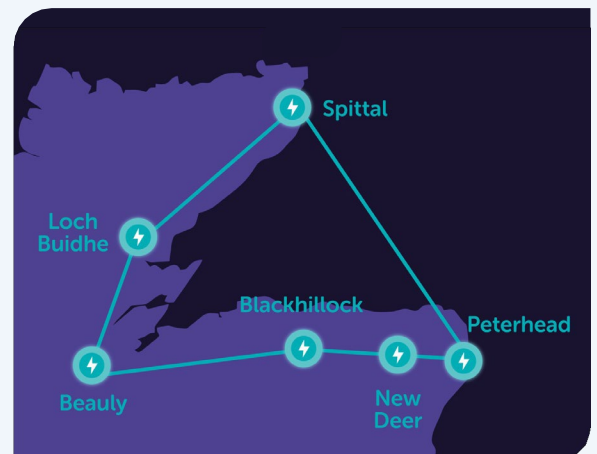 Spittal
Loch
Buidhe
Blackhillock
Peterhead
Beauly
New
Deer